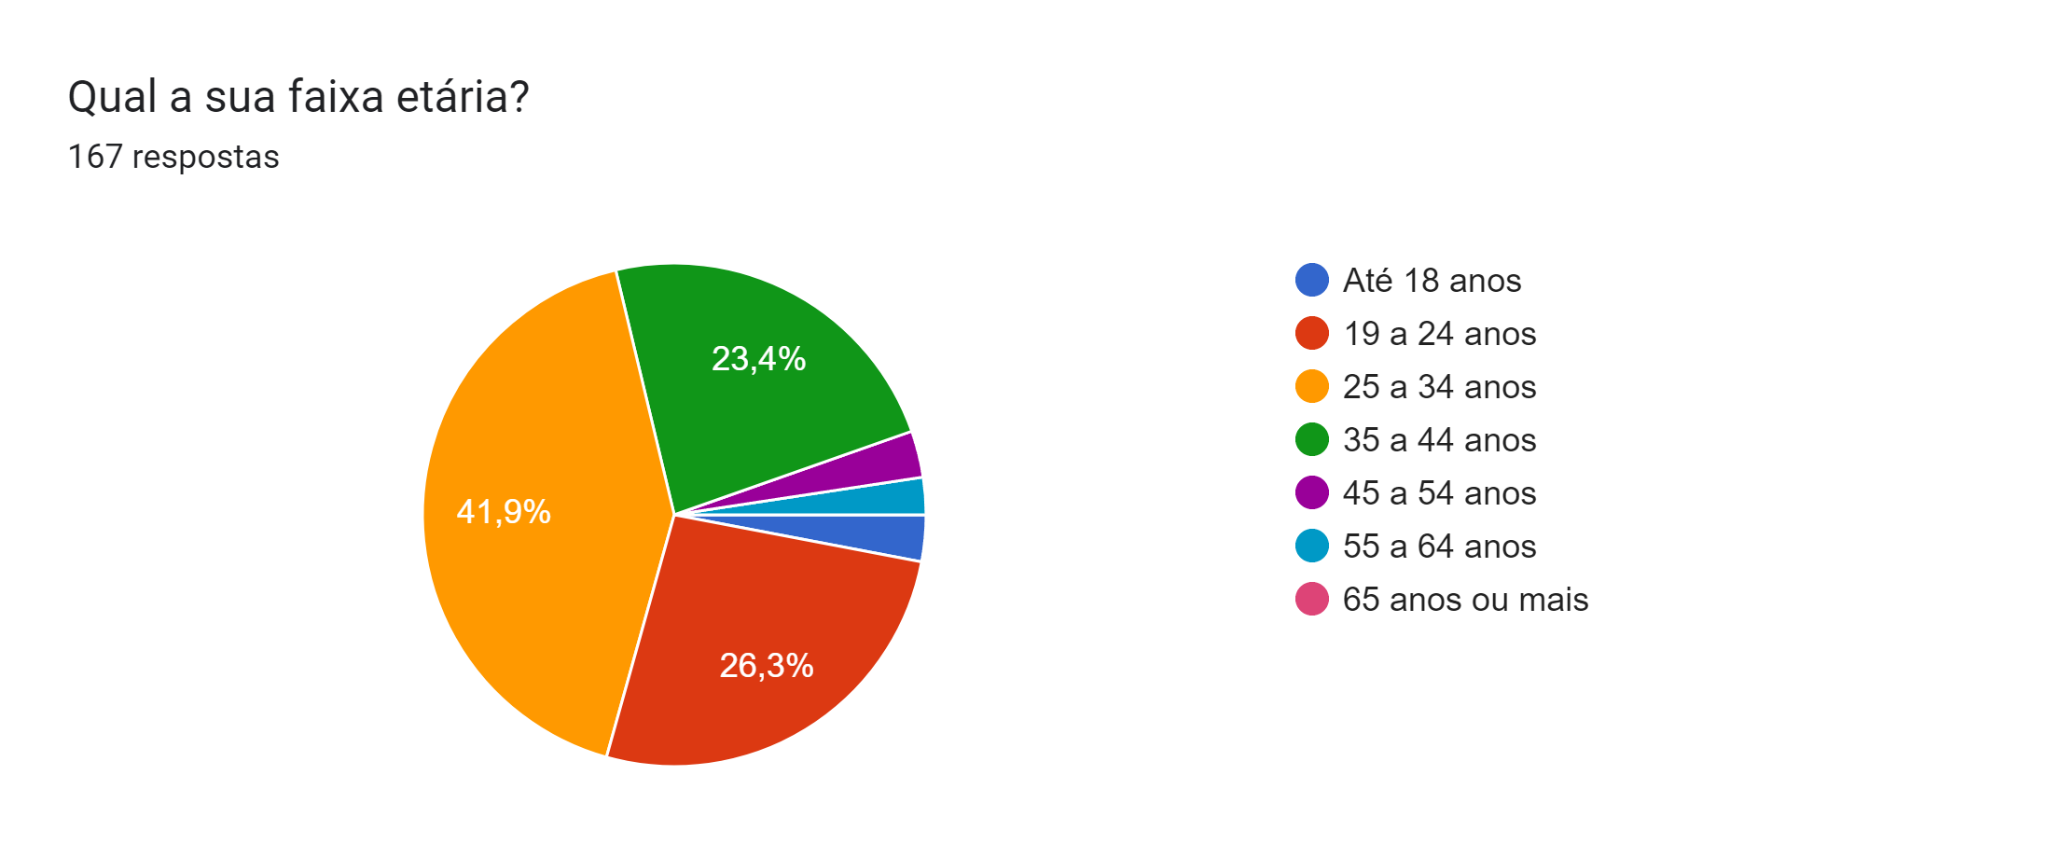 Qual a sua faixa etária?
167 respostas
23,4%
41,9%
26,3%
Até 18 anos
19 a 24 anos
25 a 34 anos
35 a 44 anos
45 a 54 anos
55 a 64 anos
65 anos ou mais